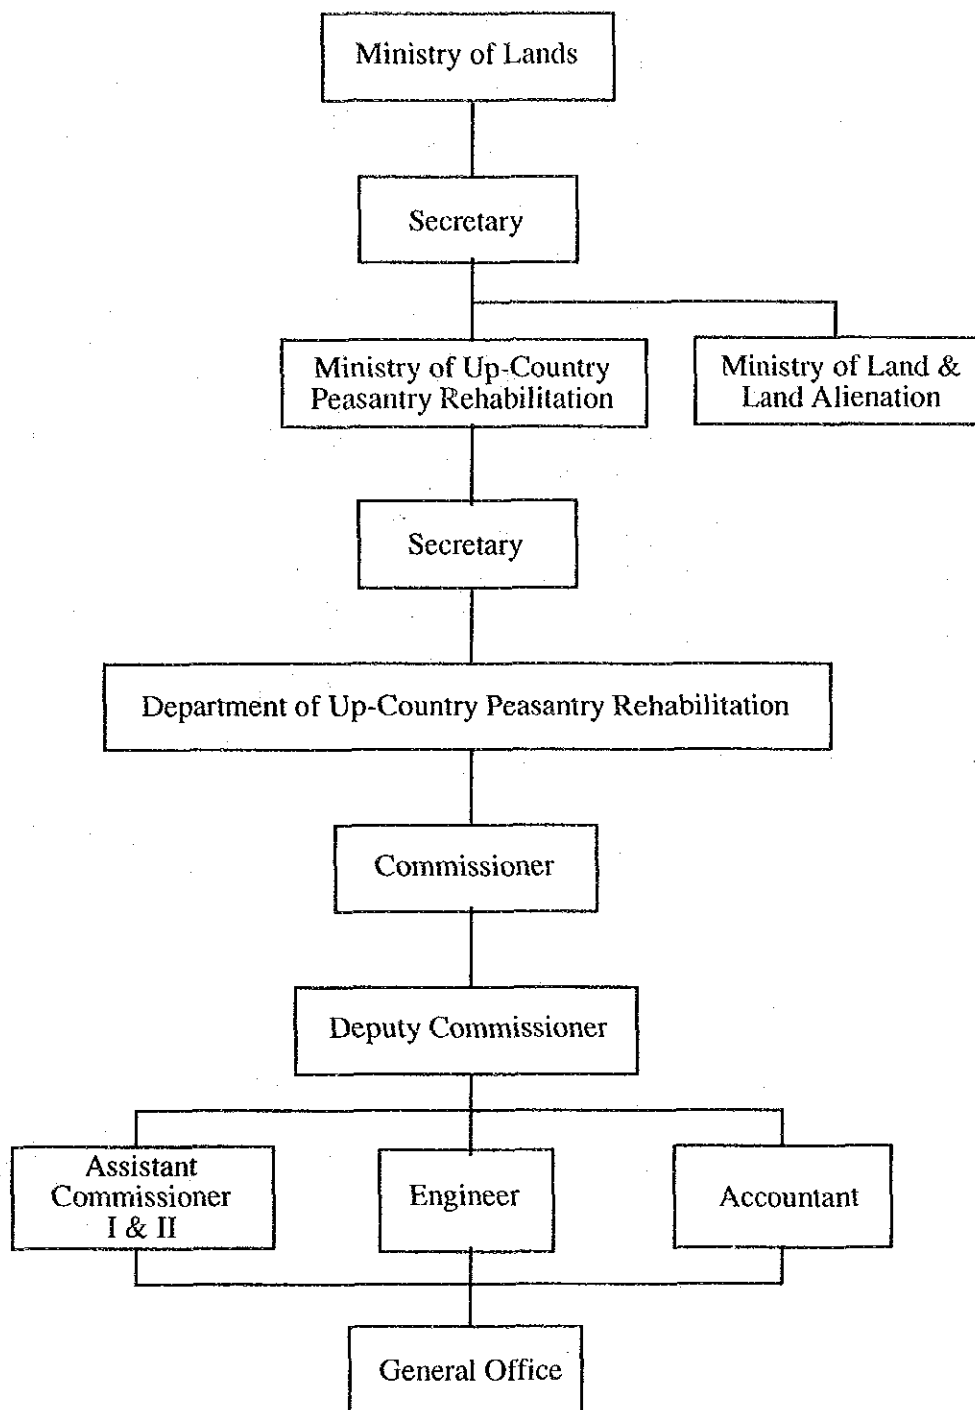 Ministry of Lands
Secretary
Ministry of Up-Country
Peasantry Rehabilitation
Ministry of Land &
Land Alienation
Secretary
Department of Up-Country Peasantry Rehabilitation
Commissioner
Deputy Commissioner
Assistant
Commissioner
I & II
Engineer
Accountant
General Office